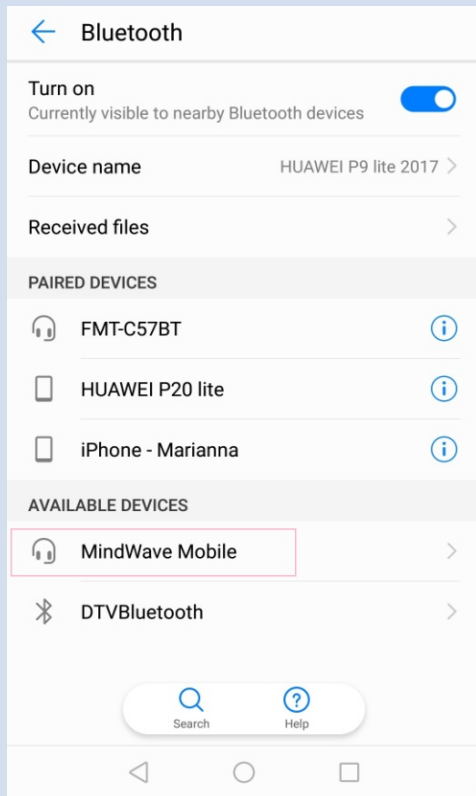 Bluetooth
Turn on
Currently visible to nearby Bluetooth devices
Device name HUAWEI P9 lite 2017
Received files
PAIRED DEVICES
FMT-C57BT
HUAWEI P20 lite
iPhone - Marianna
AVAILABLE DEVICES
MindWave Mobile
DTVBluetooth
Search Help